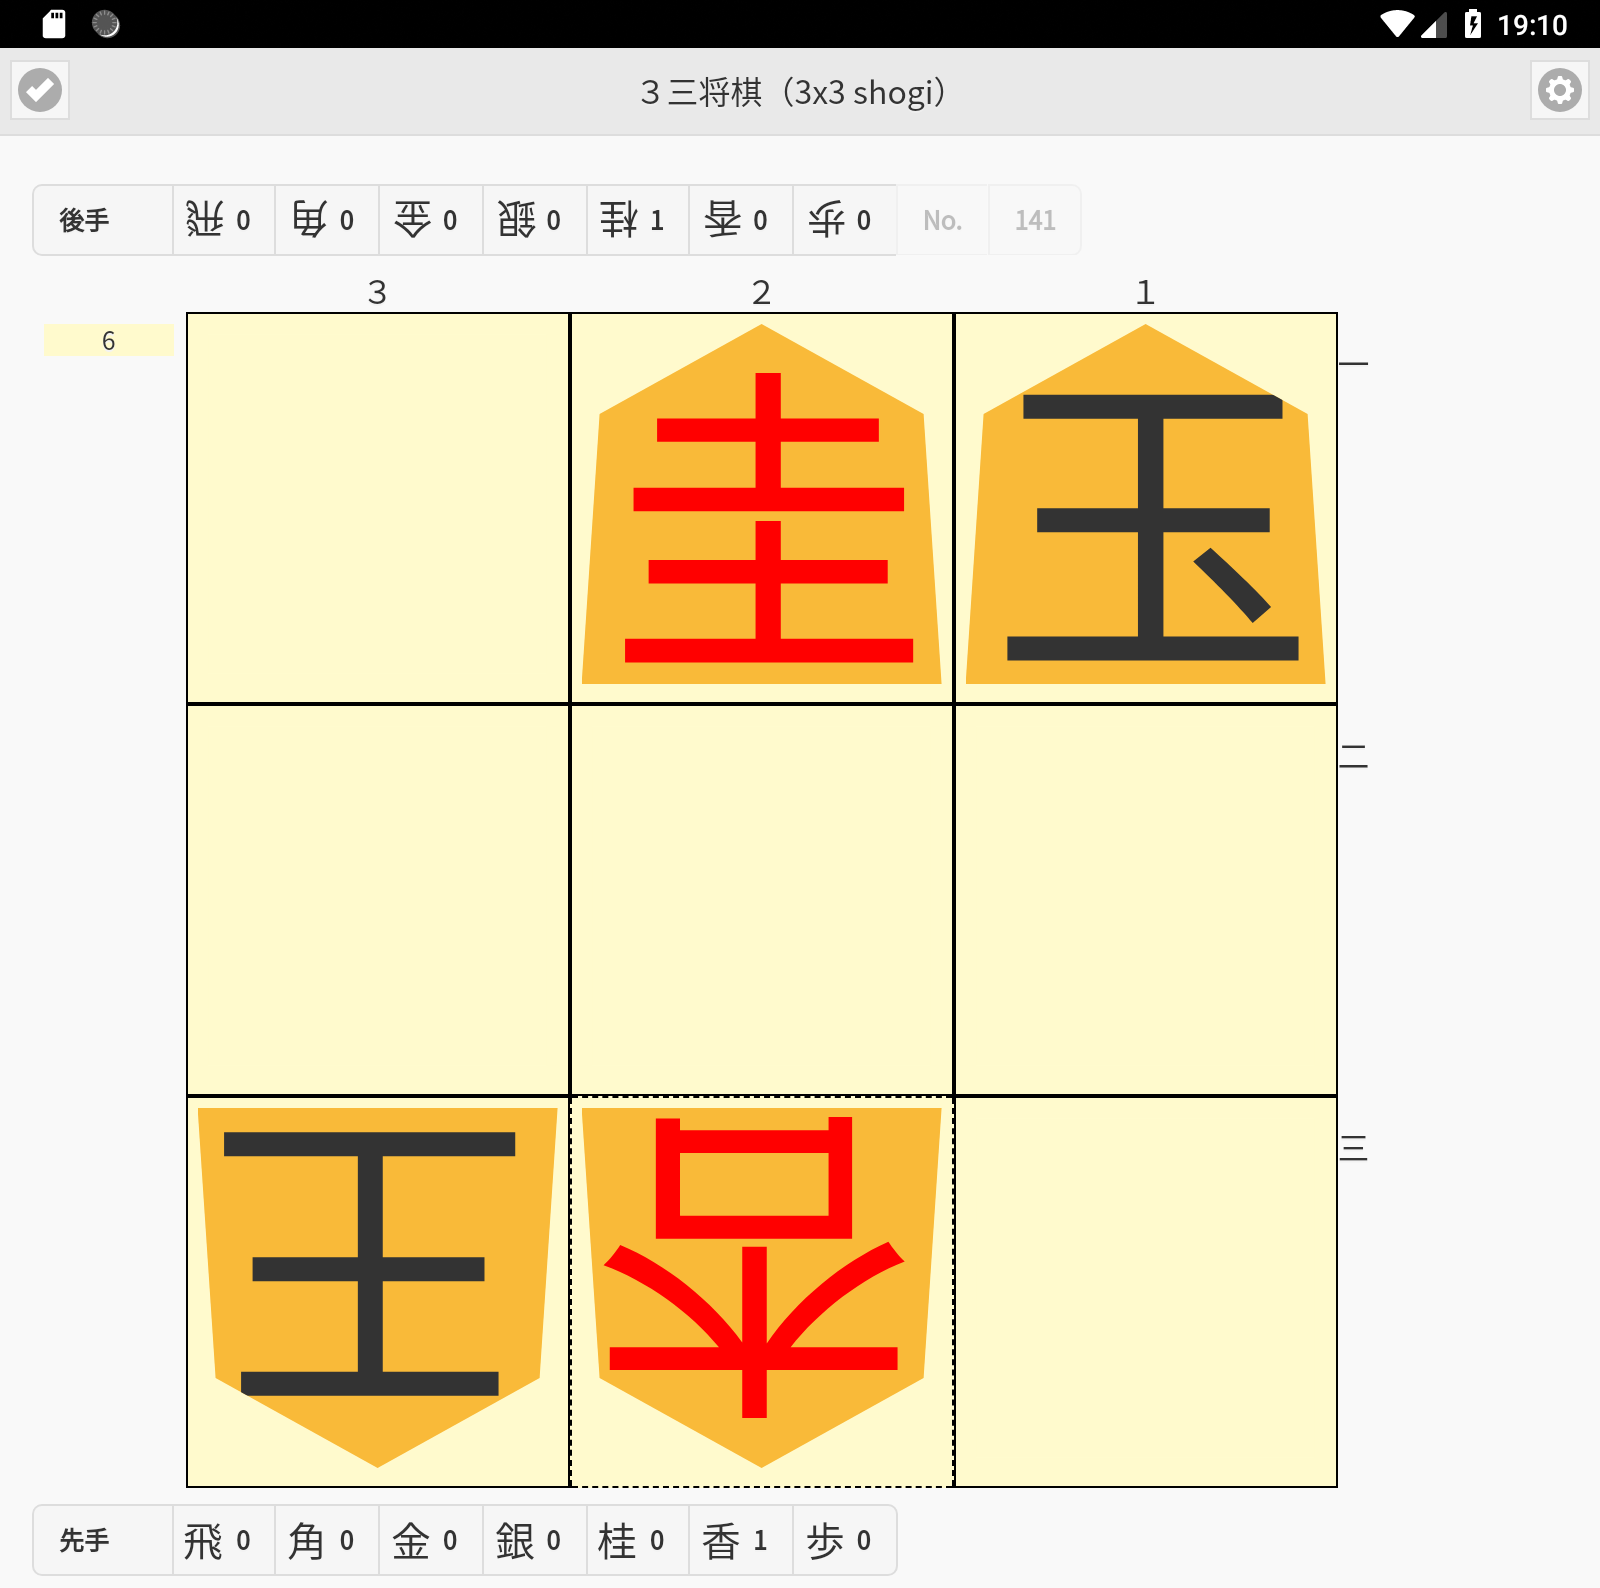 19:10
３三将棋（3x3 shogi）
後手 飛 0 角 0 金 0 銀 0 桂 1 香 0 歩 0 No. 141
3 2 1
6
圭 玉 一
二
王 杏 三
先手 飛 0 角 0 金 0 銀 0 桂 0 香 1 歩 0